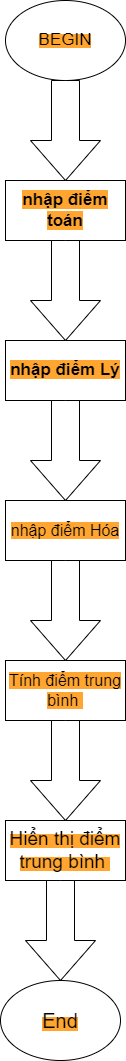 BEGIN
nhập điểm
toán
nhập điểm Lý
nhập điểm Hóa
Tính điểm trung
bình
Hiển thị điểm
trung bình
End